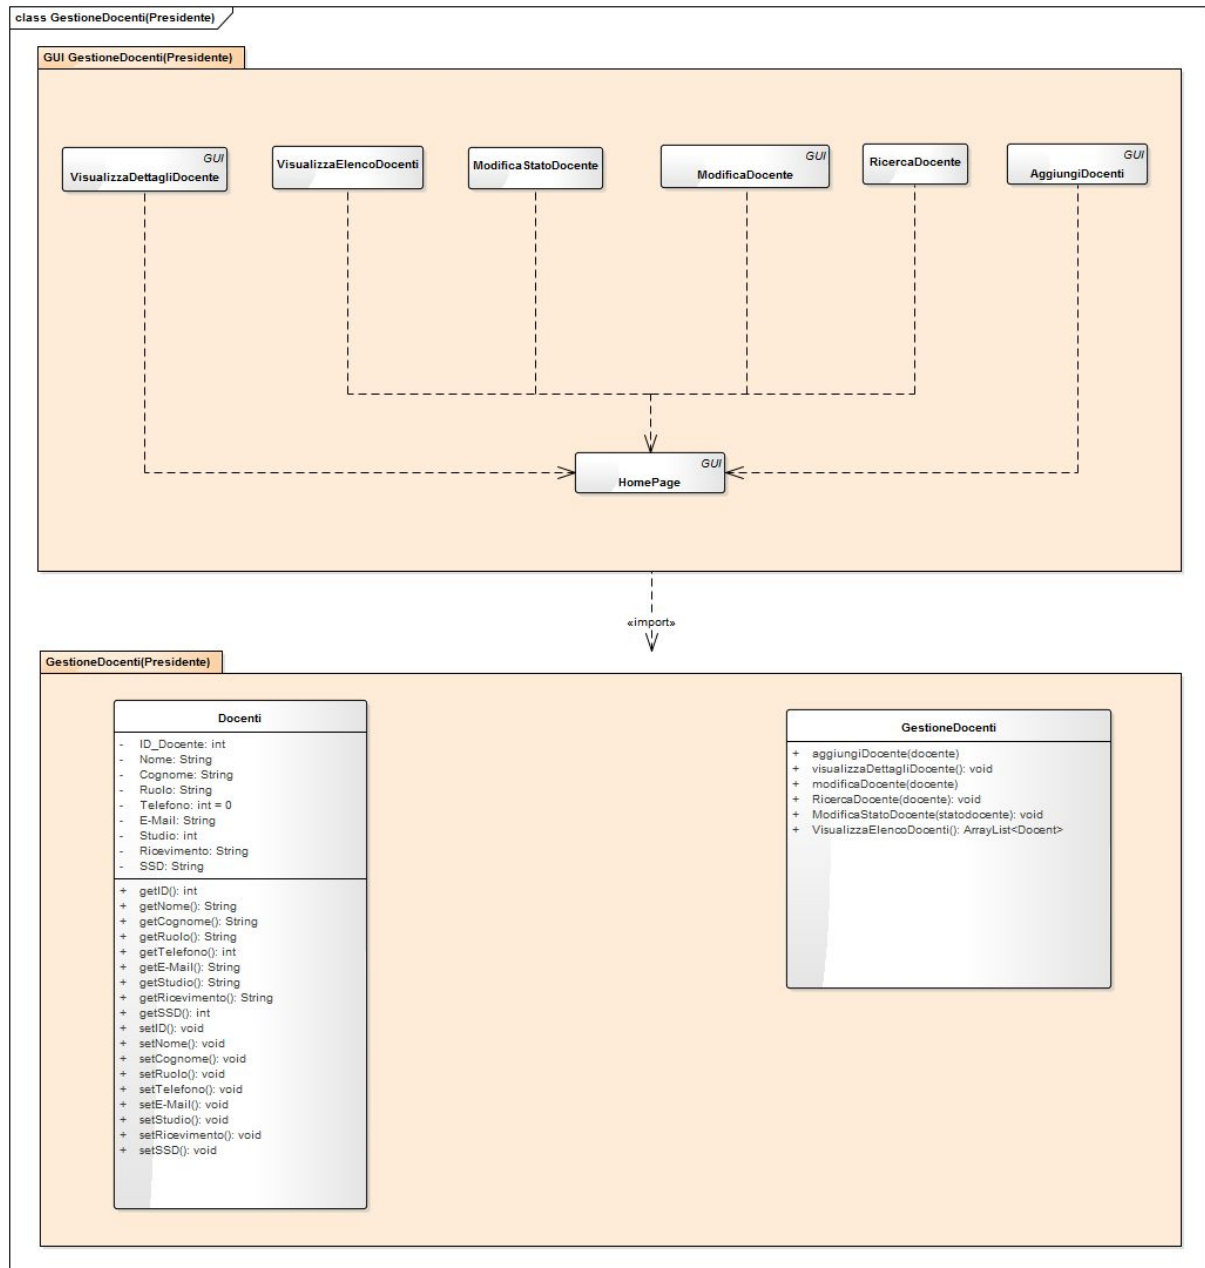 class GestioneDocenti(Presidente)
GUI GestioneDocenti(Presidente)
GUI
VisualizzaDettagliDocente
VisualizzaElencoDocenti
ModificaStatoDocente
GUI
ModificaDocente
RicercaDocente
GUI
AggiungiDocenti
GUI
HomePage
«import»
GestioneDocenti(Presidente)
Docenti
- ID_Docente: int
- Nome: String
- Cognome: String
- Ruolo: String
- Telefono: int = 0
- E-Mail: String
- Studio: int
- Ricevimento: String
- SSD: String
+ getID(): int
+ getNome(): String
+ getCognome(): String
+ getRuolo(): String
+ getTelefono(): int
+ getE-Mail(): String
+ getStudio(): String
+ getRicevimento(): String
+ getSSD(): int
+ setID(): void
+ setNome(): void
+ setCognome(): void
+ setRuolo(): void
+ setTelefono(): void
+ setE-Mail(): void
+ setStudio(): void
+ setRicevimento(): void
+ setSSD(): void
GestioneDocenti
+ aggiungiDocente(docente)
+ visualizzaDettagliDocente(): void
+ modificaDocente(docente)
+ RicercaDocente(docente): void
+ ModificaStatoDocente(statodocente): void
+ VisualizzaElencoDocenti(): ArrayList<Docent>